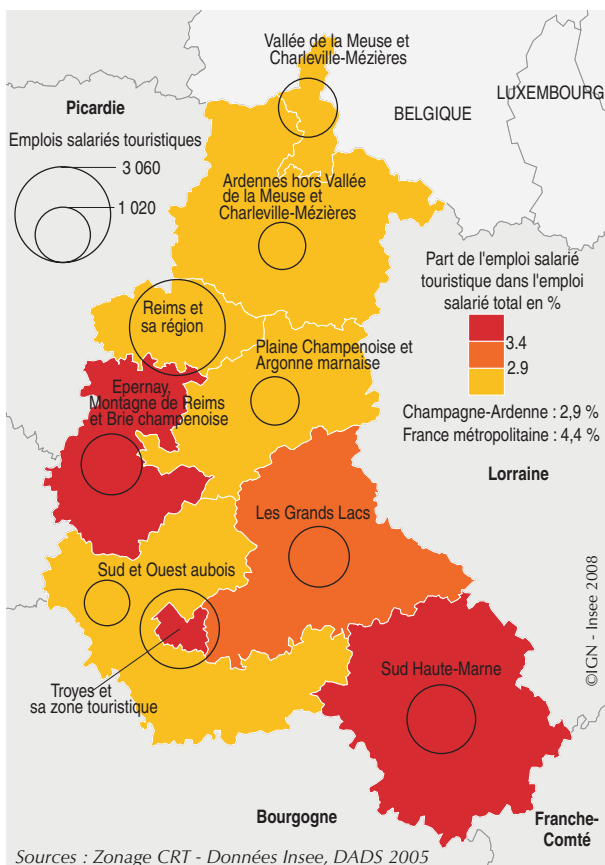 Vallée de la Meuse et
Charleville-Mézières
LUXEMBOURG
BELGIQUE
Picardie
Emplois salariés touristiques
3 060
1 020
Ardennes hors Vallée
de la Meuse et
Charleville-Mézières
Part de l'emploi salarié
touristique dans l'emploi
salarié total en %
3.4
2.9
Champagne-Ardenne : 2,9 %
France métropolitaine : 4,4 %
Reims et
sa région
Plaine Champenoise et
Argonne marnaise
Epernay,
Montagne de Reims
et Brie champenoise
Lorraine
Les Grands Lacs
Sud et Ouest aubois
©IGN - Insee 2008
Troyes et
sa zone touristique
Sud Haute-Marne
Bourgogne
Franche-
Comté
Sources : Zonage CRT - Données Insee, DADS 2005